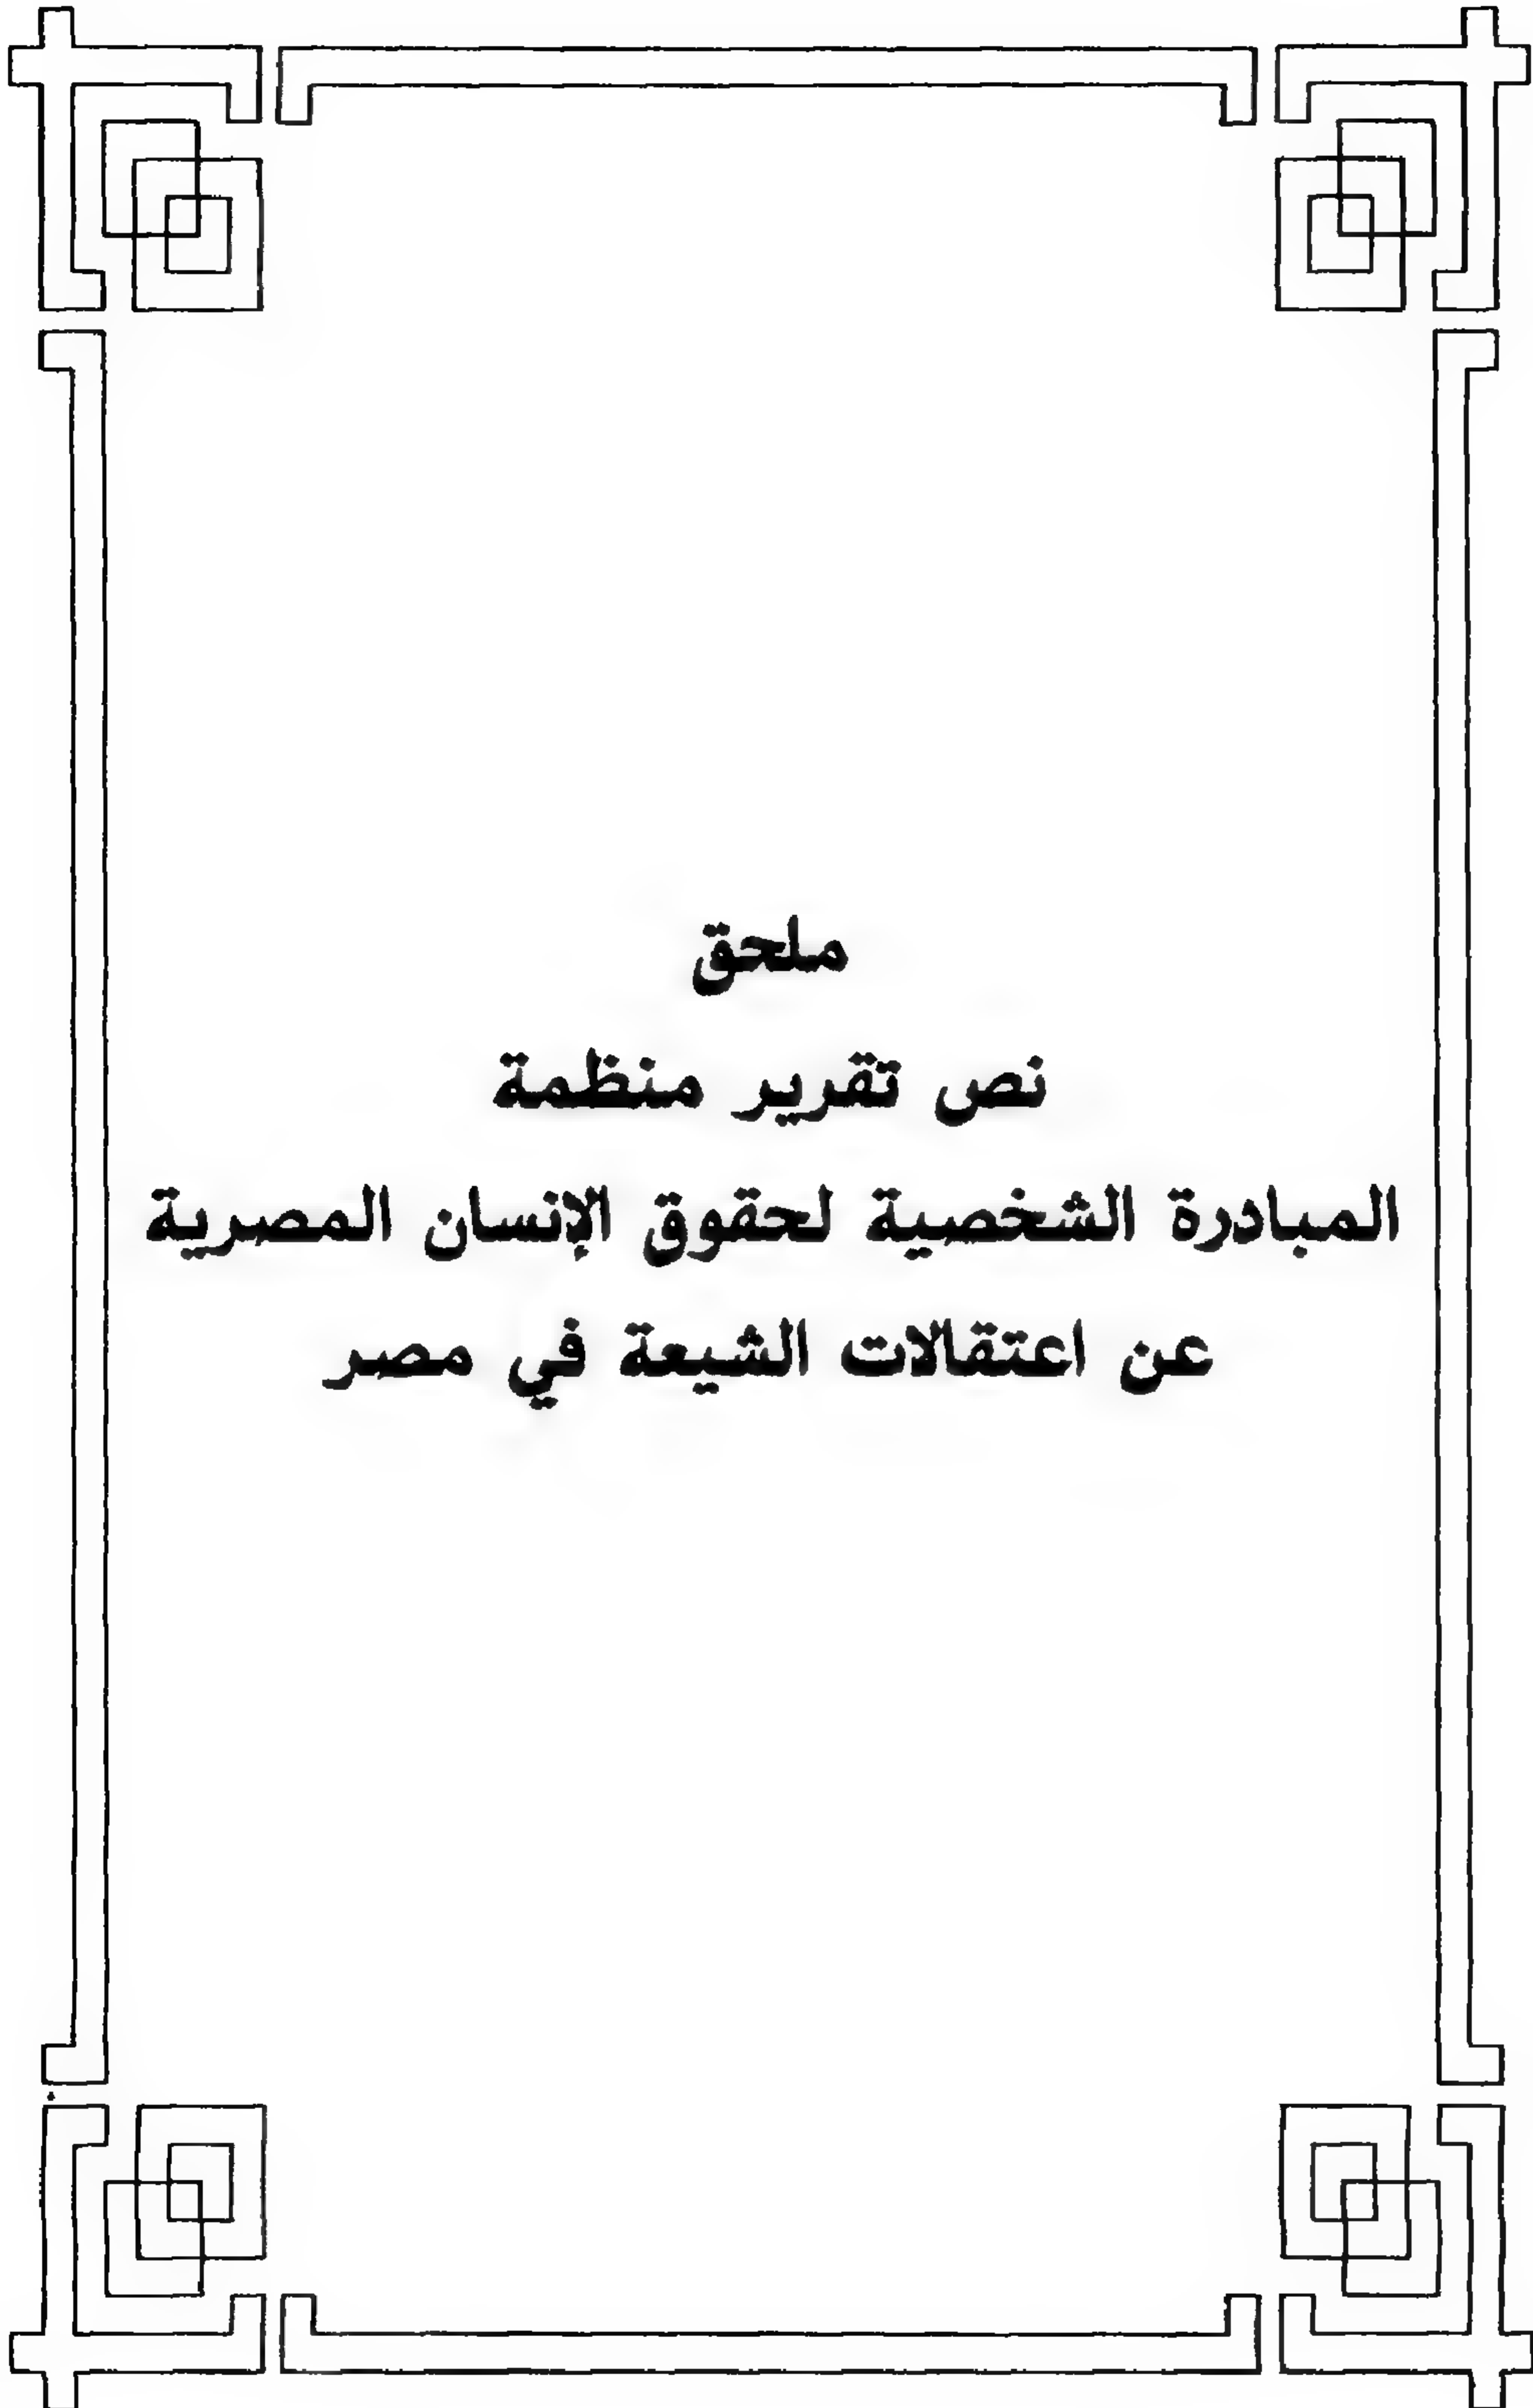 ملحق
نص تقرير منظمة
المبادرة الشخصية لحقوق الإنسان المصرية
عن اعتقالات الشيعة في مصر